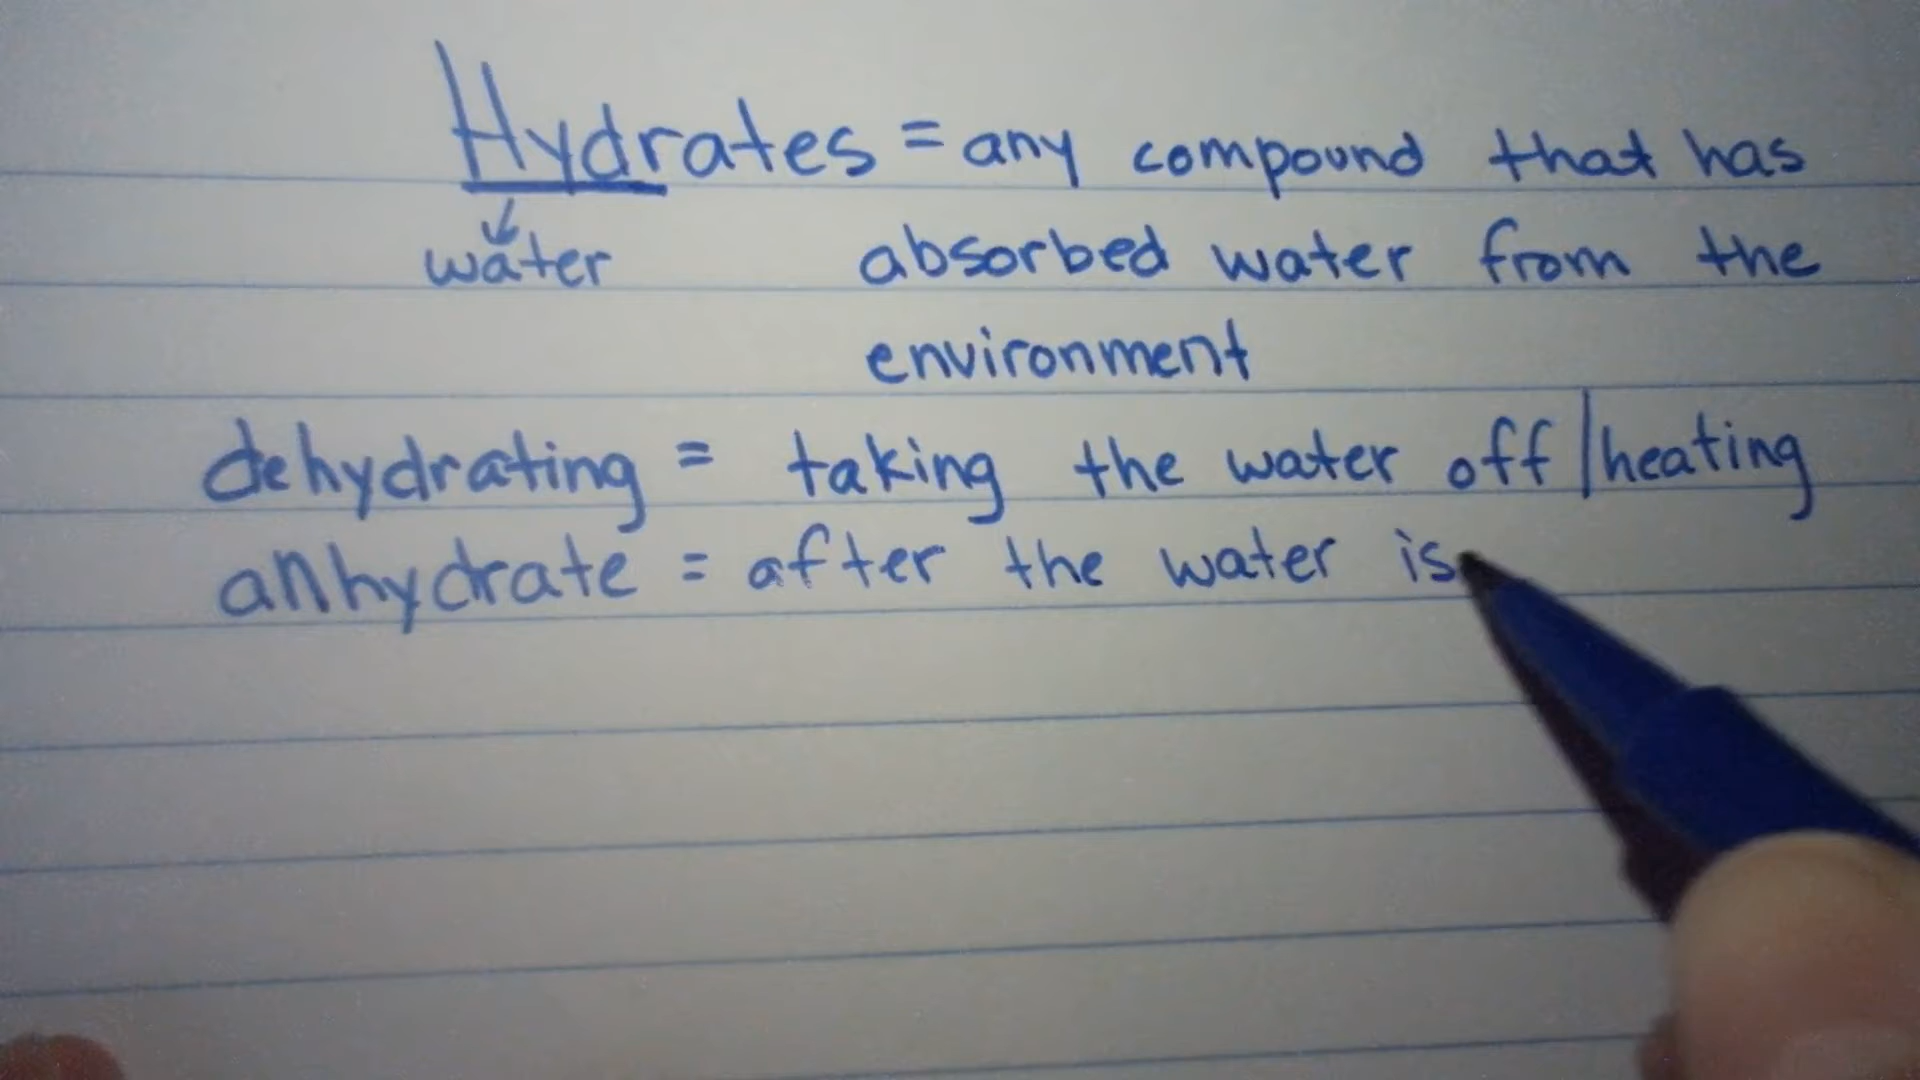 Hydrates = any compound that has
water absorbed water from the
environment
dehydrating = taking the water off/heating
anhydrate = after the water is